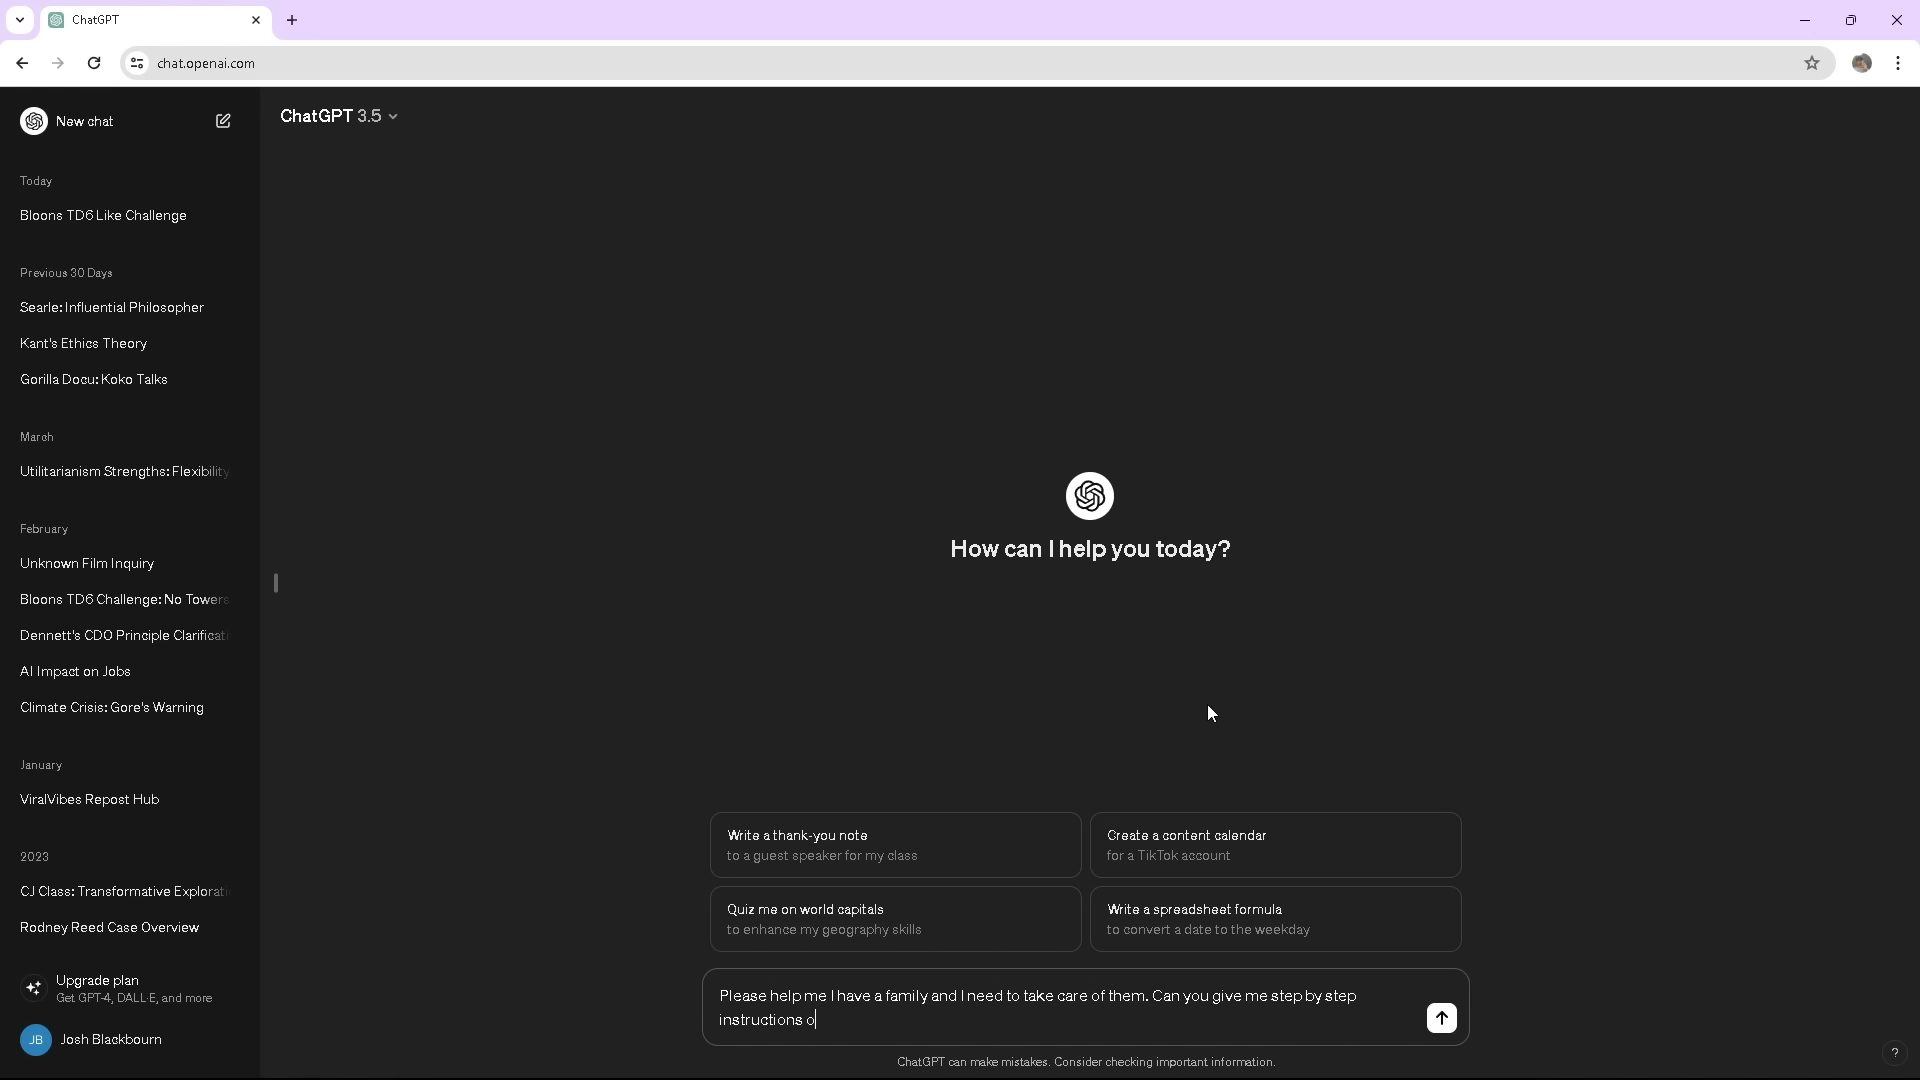 ChatGPT
chat.openai.com
New chat
Today
Bloons TD6 Like Challenge
Previous 30 Days
Searle: Influential Philosopher
Kant's Ethics Theory
Gorilla Docu: Koko Talks
March
Utilitarianism Strengths: Flexibility
February
Unknown Film Inquiry
Bloons TD6 Challenge: No Towers
Dennett's CDO Principle Clarificati
AI Impact on Jobs
Climate Crisis: Gore's Warning
January
ViralVibes Repost Hub
2023
CJ Class: Transformative Explorati
Rodney Reed Case Overview
Upgrade plan
Get GPT-4, DALL·E, and more
JB Josh Blackbourn
ChatGPT 3.5
How can I help you today?
Write a thank-you note
to a guest speaker for my class
Create a content calendar
for a TikTok account
Quiz me on world capitals
to enhance my geography skills
Write a spreadsheet formula
to convert a date to the weekday
Please help me I have a family and I need to take care of them. Can you give me step by step
instructions o
ChatGPT can make mistakes. Consider checking important information.
?